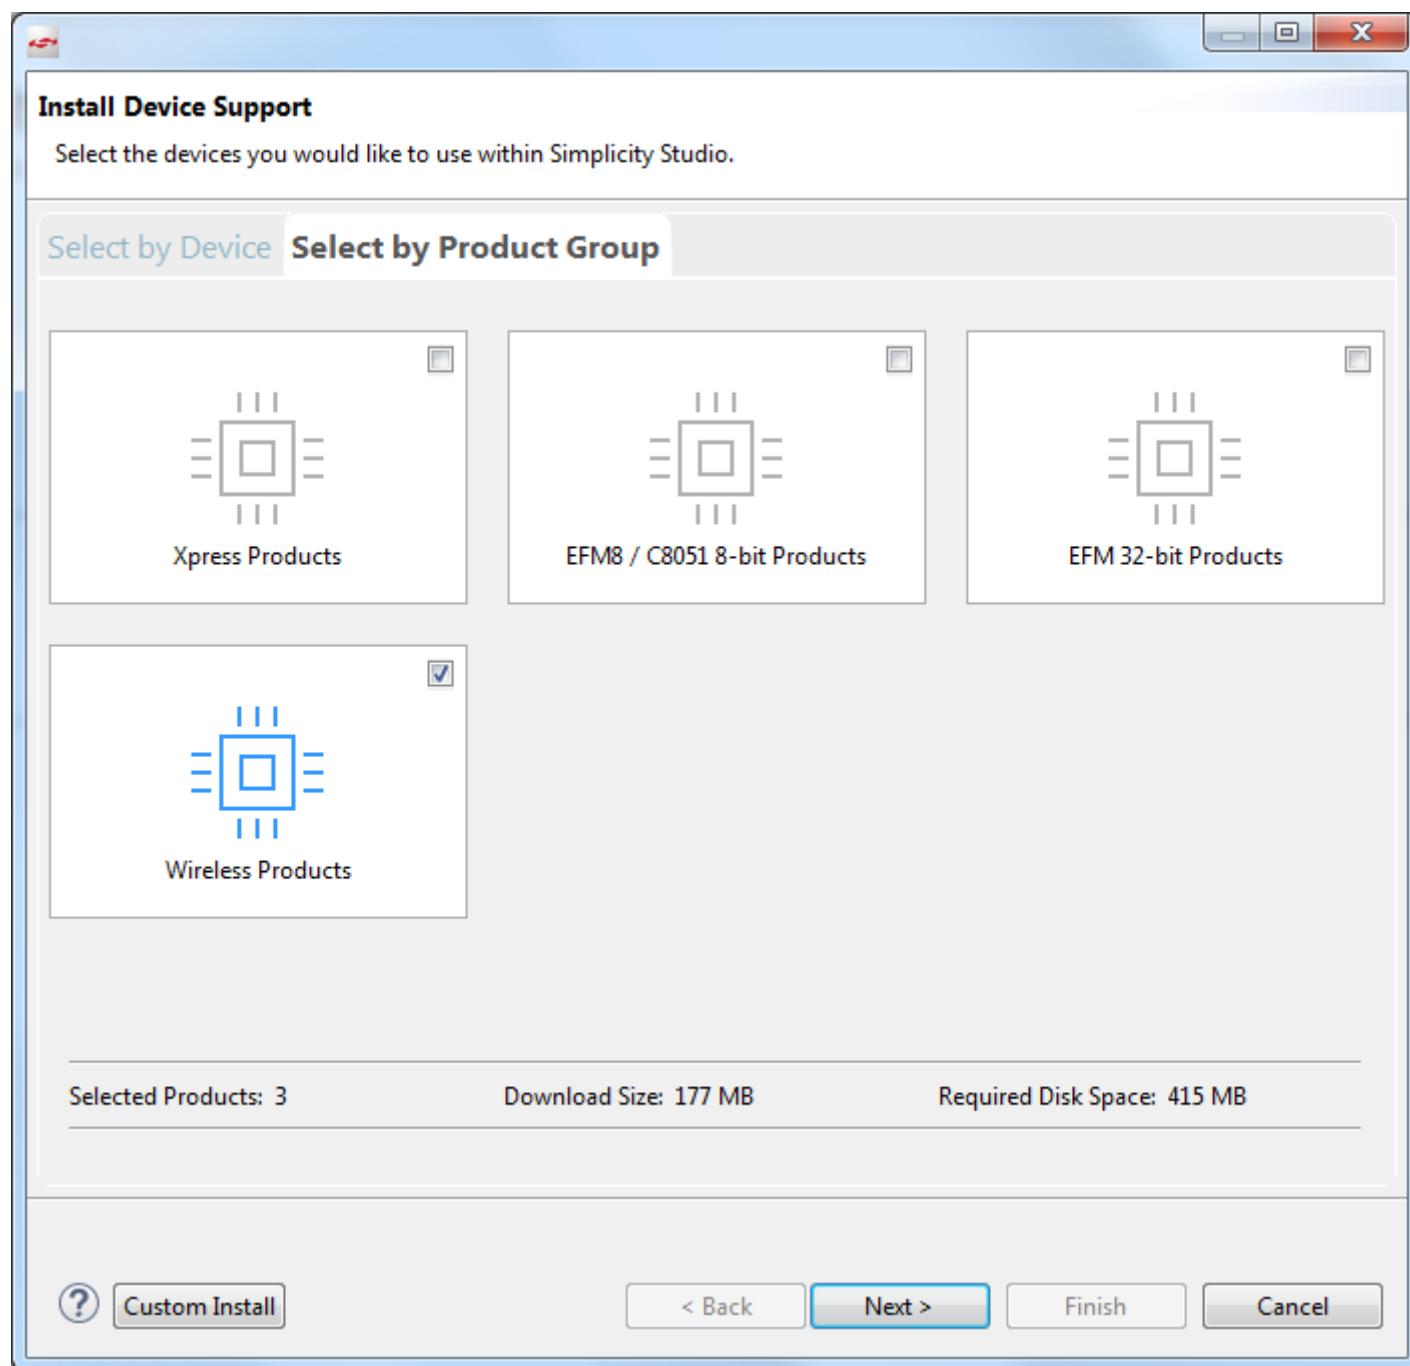 Install Device Support
Select the devices you would like to use within Simplicity Studio.
Select by Device Select by Product Group
Xpress Products EFM8 / C8051 8-bit Products EFM 32-bit Products
Wireless Products
Selected Products: 3 Download Size: 177 MB Required Disk Space: 415 MB
? Custom Install < Back Next > Finish Cancel